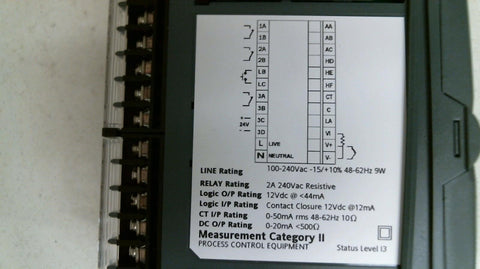 1A AA
1B AB
2A AC
2B HD
LB HE
LC HF
3A CT
3B C
3C LA
24V 3D VI
L LIVE V+
N NEUTRAL V-
LINE Rating 100-240Vac -15/+10% 48-62Hz 9W
RELAY Rating 2A 240Vac Resistive
Logic O/P Rating 12Vdc @ <44mA
Logic I/P Rating Contact Closure 12Vdc @12mA
CT I/P Rating 0-50mA rms 48-62Hz 10Ω
DC O/P Rating 0-20mA <500Ω
Measurement Category II
PROCESS CONTROL EQUIPMENT Status Level I3